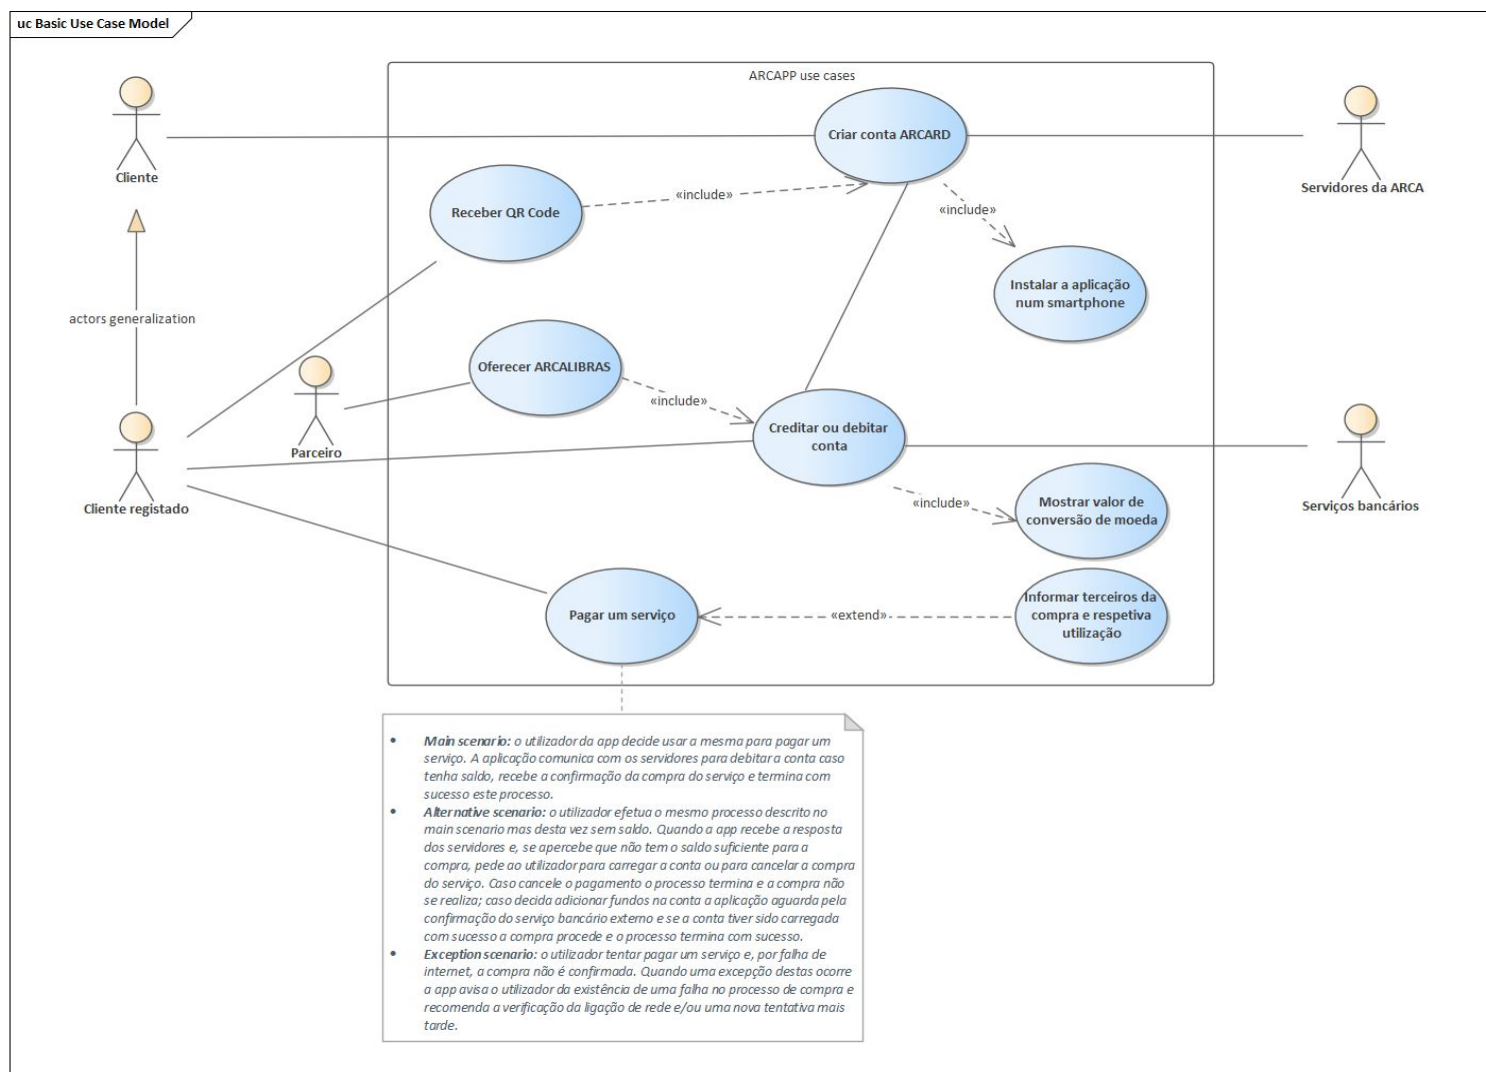 uc Basic Use Case Model
ARCAPP use cases
Cliente
Criar conta ARCARD
Servidores da ARCA
«include»
Receber QR Code
«include»
Instalar a aplicação
num smartphone
actors generalization
Oferecer ARCALIBRAS
«include»
Parceiro
Creditar ou debitar
conta
Cliente registado
Serviços bancários
«include»
Mostrar valor de
conversão de moeda
Pagar um serviço
«extend»
Informar terceiros da
compra e respetiva
utilização
• Main scenario: o utilizador da app decide usar a mesma para pagar um
serviço. A aplicação comunica com os servidores para debitar a conta caso
tenha saldo, recebe a confirmação da compra do serviço e termina com
sucesso este processo.
• Alternative scenario: o utilizador efetua o mesmo processo descrito no
main scenario mas desta vez sem saldo. Quando a app recebe a resposta
dos servidores e, se apercebe que não tem o saldo suficiente para a
compra, pede ao utilizador para carregar a conta ou para cancelar a compra
do serviço. Caso cancele o pagamento o processo termina e a compra não
se realiza; caso decida adicionar fundos na conta a aplicação aguarda pela
confirmação do serviço bancário externo e se a conta tiver sido carregada
com sucesso a compra procede e o processo termina com sucesso.
• Exception scenario: o utilizador tentar pagar um serviço e, por falha de
internet, a compra não é confirmada. Quando uma excepção destas ocorre
a app avisa o utilizador da existência de uma falha no processo de compra e
recomenda a verificação da ligação de rede e/ou uma nova tentativa mais
tarde.